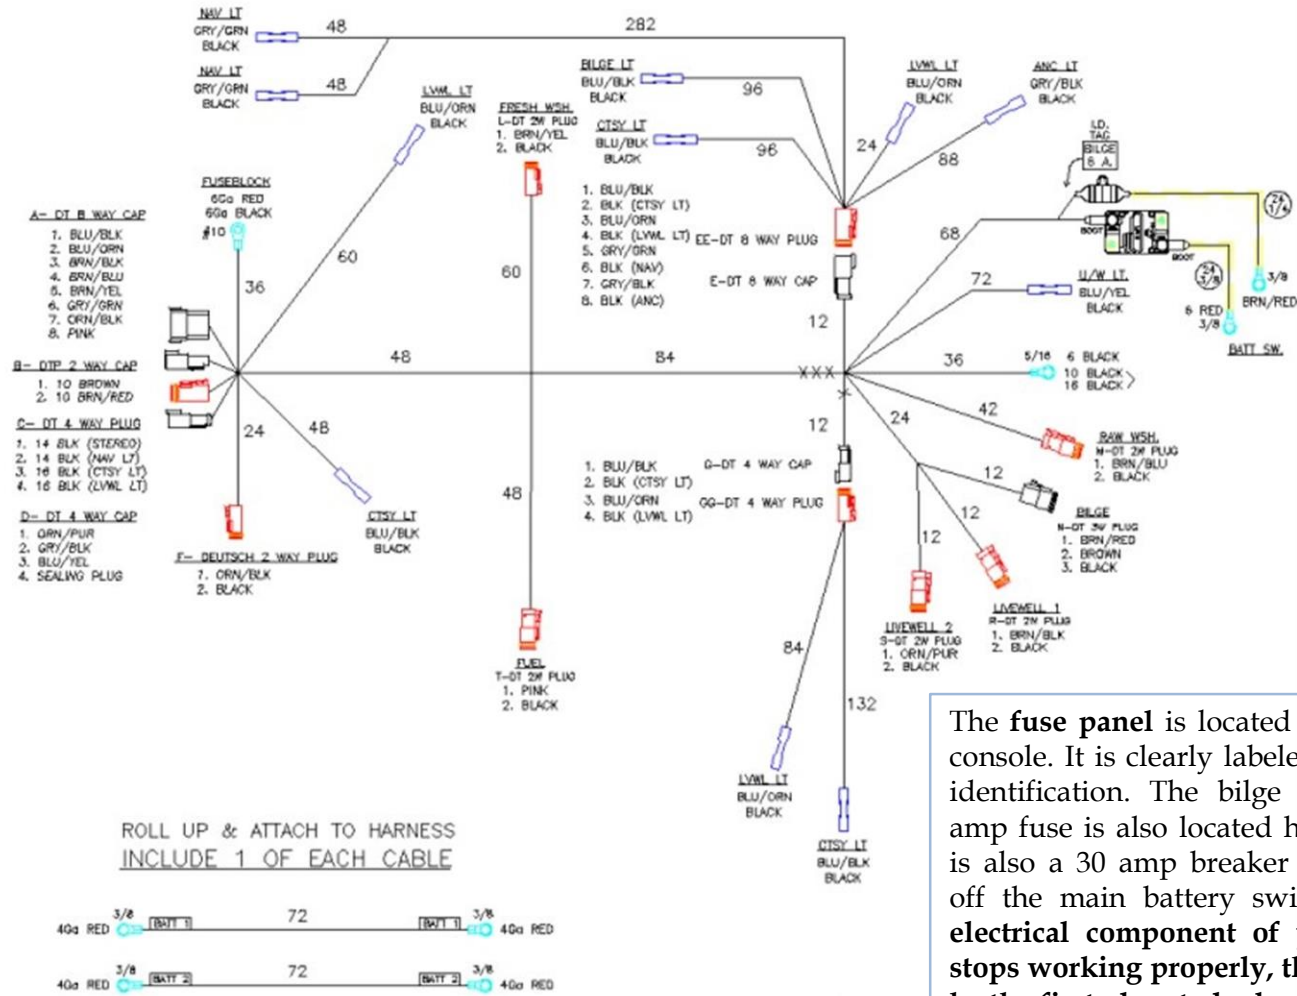 NAV LT
GRY/GRN
BLACK
48
282
NAV LT
GRY/GRN
BLACK
48
LVWL LT
BLU/ORN
BLACK
FRESH WSH.
L-DT 2W PLUG
1. BRN/YEL
2. BLACK
BILGE LT
BLU/BLK
BLACK
96
CTSY LT
BLU/BLK
BLACK
96
LVWL LT
BLU/ORN
BLACK
24
ANC LT
GRY/BLK
BLACK
88
I.D.
TAG
BILGE
8 A.
FUSEBLOCK
6Ga RED
6Ga BLACK
#10
36
60
60
A- DT 8 WAY CAP
1. BLU/BLK
2. BLU/ORN
3. BRN/BLK
4. BRN/BLU
5. BRN/YEL
6. GRY/GRN
7. ORN/BLK
8. PINK
1. BLU/BLK
2. BLK (CTSY LT)
3. BLU/ORN
4. BLK (LVWL LT)
5. GRY/GRN
6. BLK (NAV)
7. GRY/BLK
8. BLK (ANC)
EE-DT 8 WAY PLUG
E-DT 8 WAY CAP
12
68
BOOT
BOOT
24
1/4
24
3/8
3/8
BRN/RED
6 RED
3/8
BATT SW.
72
U/W LT.
BLU/YEL
BLACK
B- DTP 2 WAY CAP
1. 10 BROWN
2. 10 BRN/RED
48
84
XXX
36
5/16
6 BLACK
10 BLACK
16 BLACK
C- DT 4 WAY PLUG
1. 14 BLK (STEREO)
2. 14 BLK (NAV LT)
3. 16 BLK (CTSY LT)
4. 16 BLK (LVWL LT)
24
48
CTSY LT
BLU/BLK
BLACK
D- DT 4 WAY CAP
1. ORN/PUR
2. GRY/BLK
3. BLU/YEL
4. SEALING PLUG
F- DEUTSCH 2 WAY PLUG
1. ORN/BLK
2. BLACK
48
X
12
24
42
RAW WSH.
M-DT 2W PLUG
1. BRN/BLU
2. BLACK
1. BLU/BLK
2. BLK (CTSY LT)
3. BLU/ORN
4. BLK (LVWL LT)
G-DT 4 WAY CAP
GG-DT 4 WAY PLUG
12
BILGE
N-DT 3W PLUG
1. BRN/RED
2. BROWN
3. BLACK
12
12
LIVEWELL 1
R-DT 2W PLUG
1. BRN/BLK
2. BLACK
LIVEWELL 2
S-DT 2W PLUG
1. ORN/PUR
2. BLACK
FUEL
T-DT 2W PLUG
1. PINK
2. BLACK
84
132
LVWL LT
BLU/ORN
BLACK
CTSY LT
BLU/BLK
BLACK
ROLL UP & ATTACH TO HARNESS
INCLUDE 1 OF EACH CABLE
4Ga RED
3/8
BATT 1
72
BATT 1
3/8
4Ga RED
4Ga RED
3/8
BATT 2
72
BATT 2
3/8
4Ga RED
The fuse panel is located
console. It is clearly labele
identification. The bilge
amp fuse is also located h
is also a 30 amp breaker
off the main battery swi
electrical component of
stops working properly, th